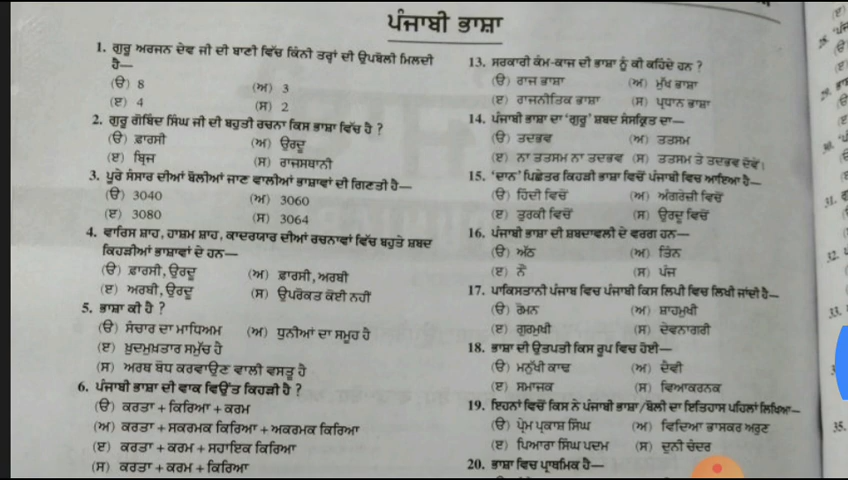 ਪੰਜਾਬੀ ਭਾਸ਼ਾ
1. ਗੁਰੂ ਅਰਜਨ ਦੇਵ ਜੀ ਦੀ ਬਾਣੀ ਵਿੱਚ ਕਿੰਨੀ ਤਰ੍ਹਾਂ ਦੀ ਉਪਬੋਲੀ ਮਿਲਦੀ
ਹੈ—
(ੳ) 8 (ਅ) 3
(ੲ) 4 (ਸ) 2
2. ਗੁਰੂ ਗੋਬਿੰਦ ਸਿੰਘ ਜੀ ਦੀ ਬਹੁਤੀ ਰਚਨਾ ਕਿਸ ਭਾਸ਼ਾ ਵਿੱਚ ਹੈ ?
(ੳ) ਫ਼ਾਰਸੀ (ਅ) ਉਰਦੂ
(ੲ) ਬ੍ਰਿਜ (ਸ) ਰਾਜਸਥਾਨੀ
3. ਪੂਰੇ ਸੰਸਾਰ ਦੀਆਂ ਬੋਲੀਆਂ ਜਾਣ ਵਾਲੀਆਂ ਭਾਸ਼ਾਵਾਂ ਦੀ ਗਿਣਤੀ ਹੈ—
(ੳ) 3040 (ਅ) 3060
(ੲ) 3080 (ਸ) 3064
4. ਵਾਰਿਸ ਸ਼ਾਹ, ਹਾਸ਼ਮ ਸ਼ਾਹ, ਕਾਦਰਯਾਰ ਦੀਆਂ ਰਚਨਾਵਾਂ ਵਿੱਚ ਬਹੁਤੇ ਸ਼ਬਦ
ਕਿਹੜੀਆਂ ਭਾਸ਼ਾਵਾਂ ਦੇ ਹਨ—
(ੳ) ਫ਼ਾਰਸੀ, ਉਰਦੂ (ਅ) ਫ਼ਾਰਸੀ, ਅਰਬੀ
(ੲ) ਅਰਬੀ, ਉਰਦੂ (ਸ) ਉਪਰੋਕਤ ਕੋਈ ਨਹੀਂ
5. ਭਾਸ਼ਾ ਕੀ ਹੈ ?
(ੳ) ਸੰਚਾਰ ਦਾ ਮਾਧਿਅਮ (ਅ) ਧੁਨੀਆਂ ਦਾ ਸਮੂਹ ਹੈ
(ੲ) ਖ਼ੁਦਮੁਖ਼ਤਾਰ ਸਮੁੱਚ ਹੈ
(ਸ) ਅਰਥ ਬੋਧ ਕਰਵਾਉਣ ਵਾਲੀ ਵਸਤੂ ਹੈ
6. ਪੰਜਾਬੀ ਭਾਸ਼ਾ ਦੀ ਵਾਕ ਵਿਉਂਤ ਕਿਹੜੀ ਹੈ ?
(ੳ) ਕਰਤਾ + ਕਿਰਿਆ + ਕਰਮ
(ਅ) ਕਰਤਾ + ਸਕਰਮਕ ਕਿਰਿਆ + ਅਕਰਮਕ ਕਿਰਿਆ
(ੲ) ਕਰਤਾ + ਕਰਮ + ਸਹਾਇਕ ਕਿਰਿਆ
(ਸ) ਕਰਤਾ + ਕਰਮ + ਕਿਰਿਆ
13. ਸਰਕਾਰੀ ਕੰਮ-ਕਾਜ ਦੀ ਭਾਸ਼ਾ ਨੂੰ ਕੀ ਕਹਿੰਦੇ ਹਨ ?
(ੳ) ਰਾਜ ਭਾਸ਼ਾ (ਅ) ਮੁੱਖ ਭਾਸ਼ਾ
(ੲ) ਰਾਜਨੀਤਿਕ ਭਾਸ਼ਾ (ਸ) ਪ੍ਰਧਾਨ ਭਾਸ਼ਾ
14. ਪੰਜਾਬੀ ਭਾਸ਼ਾ ਦਾ 'ਗੁਰੂ' ਸ਼ਬਦ ਸੰਸਕ੍ਰਿਤ ਦਾ—
(ੳ) ਤਦਭਵ (ਅ) ਤਤਸਮ
(ੲ) ਨਾ ਤਤਸਮ ਨਾ ਤਦਭਵ (ਸ) ਤਤਸਮ ਤੇ ਤਦਭਵ ਦੋਵੇਂ।
15. 'ਦਾਨ' ਪਿਛੇਤਰ ਕਿਹੜੀ ਭਾਸ਼ਾ ਵਿਚੋਂ ਪੰਜਾਬੀ ਵਿਚ ਆਇਆ ਹੈ—
(ੳ) ਹਿੰਦੀ ਵਿਚੋਂ (ਅ) ਅੰਗਰੇਜ਼ੀ ਵਿਚੋਂ
(ੲ) ਤੁਰਕੀ ਵਿਚੋਂ (ਸ) ਉਰਦੂ ਵਿਚੋਂ
16. ਪੰਜਾਬੀ ਭਾਸ਼ਾ ਦੀ ਸ਼ਬਦਾਵਲੀ ਦੇ ਵਰਗ ਹਨ—
(ੳ) ਅੱਠ (ਅ) ਤਿੰਨ
(ੲ) ਨੌਂ (ਸ) ਪੰਜ
17. ਪਾਕਿਸਤਾਨੀ ਪੰਜਾਬ ਵਿਚ ਪੰਜਾਬੀ ਕਿਸ ਲਿਪੀ ਵਿਚ ਲਿਖੀ ਜਾਂਦੀ ਹੈ—
(ੳ) ਰੋਮਨ (ਅ) ਸ਼ਾਹਮੁਖੀ
(ੲ) ਗੁਰਮੁਖੀ (ਸ) ਦੇਵਨਾਗਰੀ
18. ਭਾਸ਼ਾ ਦੀ ਉਤਪਤੀ ਕਿਸ ਰੂਪ ਵਿਚ ਹੋਈ—
(ੳ) ਮਨੁੱਖੀ ਕਾਢ (ਅ) ਦੈਵੀ
(ੲ) ਸਮਾਜਕ (ਸ) ਵਿਆਕਰਨਕ
19. ਇਹਨਾਂ ਵਿਚੋਂ ਕਿਸ ਨੇ ਪੰਜਾਬੀ ਭਾਸ਼ਾ/ਬੋਲੀ ਦਾ ਇਤਿਹਾਸ ਪਹਿਲਾਂ ਲਿਖਿਆ—
(ੳ) ਪ੍ਰੇਮ ਪ੍ਰਕਾਸ਼ ਸਿੰਘ (ਅ) ਵਿਦਿਆ ਭਾਸਕਰ ਅਰੁਣ
(ੲ) ਪਿਆਰਾ ਸਿੰਘ ਪਦਮ (ਸ) ਦੁਨੀ ਚੰਦਰ
20. ਭਾਸ਼ਾ ਵਿਚ ਪ੍ਰਾਥਮਿਕ ਹੈ—
31.
32.
33.
35.